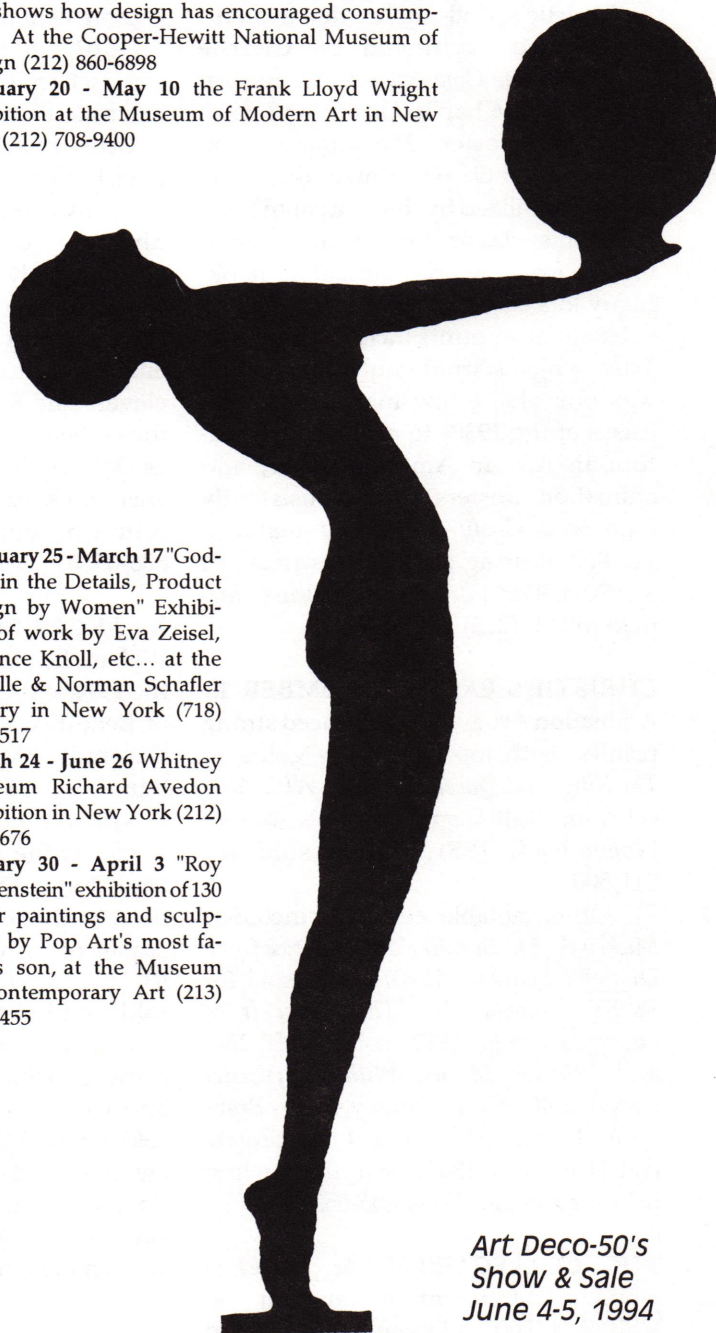 shows how design has encouraged consump-
At the Cooper-Hewitt National Museum of
gn (212) 860-6898
uary 20 - May 10 the Frank Lloyd Wright
bition at the Museum of Modern Art in New
(212) 708-9400
uary 25 - March 17 "God-
in the Details, Product
gn by Women" Exhibi-
of work by Eva Zeisel,
nce Knoll, etc... at the
lle & Norman Schafler
ry in New York (718)
517
h 24 - June 26 Whitney
eum Richard Avedon
bition in New York (212)
676
ary 30 - April 3 "Roy
enstein" exhibition of 130
r paintings and sculp-
by Pop Art's most fa-
s son, at the Museum
ontemporary Art (213)
455
Art Deco-50's
Show & Sale
June 4-5, 1994